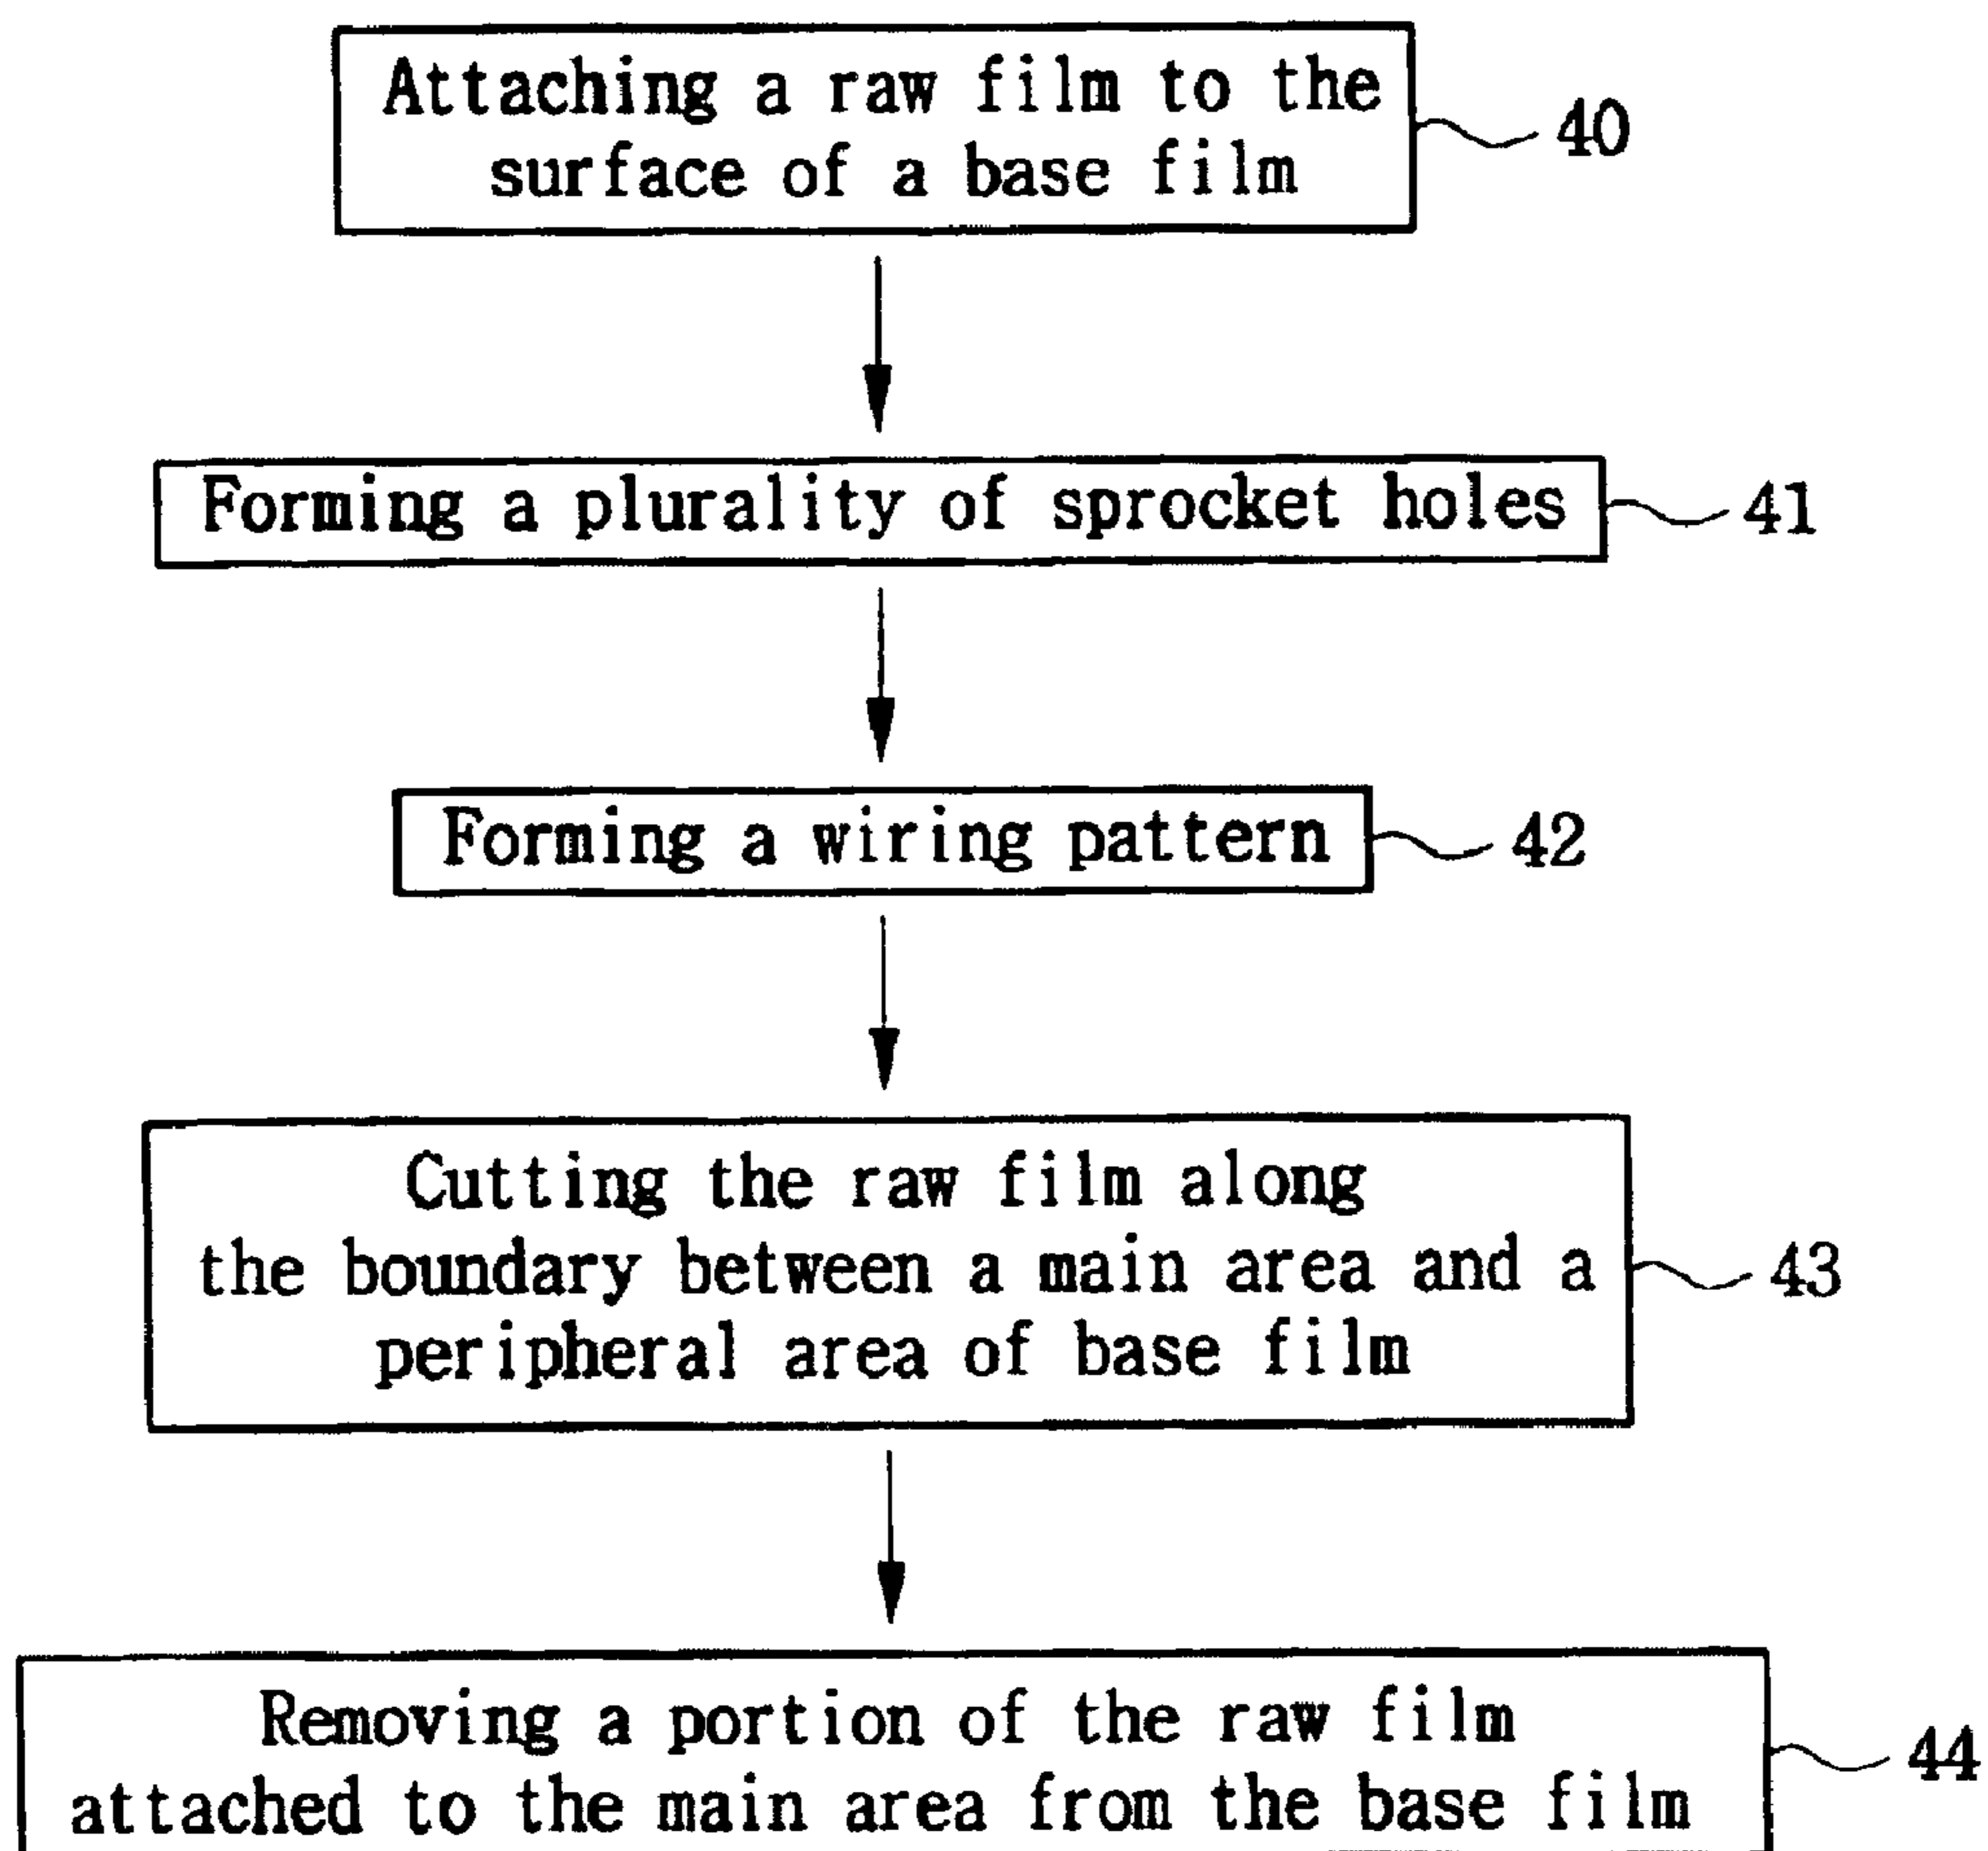 Attaching a raw film to the
surface of a base film
40
Forming a plurality of sprocket holes
41
Forming a wiring pattern
42
Cutting the raw film along
the boundary between a main area and a
peripheral area of base film
43
Removing a portion of the raw film
attached to the main area from the base film
44